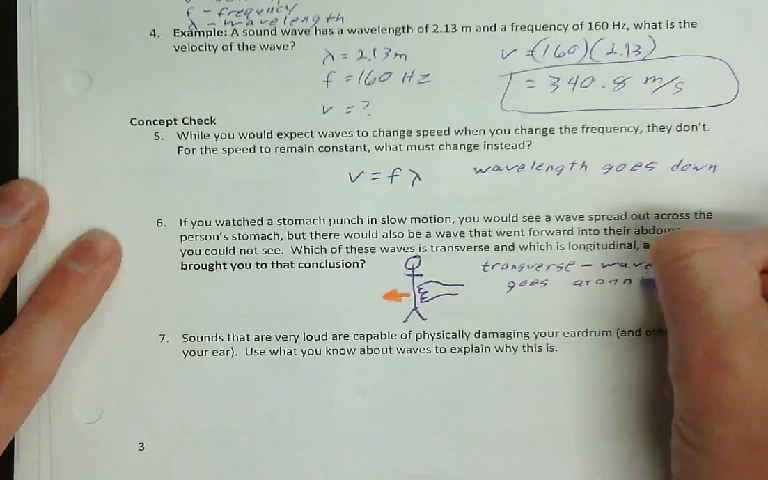 f - frequency
λ - wavelength
4. Example: A sound wave has a wavelength of 2.13 m and a frequency of 160 Hz, what is the
velocity of the wave?
λ = 2.13m
f = 160 Hz
v = ?
v = (160)(2.13)
= 340.8 m/s
Concept Check
5. While you would expect waves to change speed when you change the frequency, they don't.
For the speed to remain constant, what must change instead?
v = f λ
wavelength goes down
6. If you watched a stomach punch in slow motion, you would see a wave spread out across the
person's stomach, but there would also be a wave that went forward into their abdom
you could not see. Which of these waves is transverse and which is longitudinal, a
brought you to that conclusion?
transverse - wave
goes aroun
7. Sounds that are very loud are capable of physically damaging your eardrum (and
your ear). Use what you know about waves to explain why this is.
3